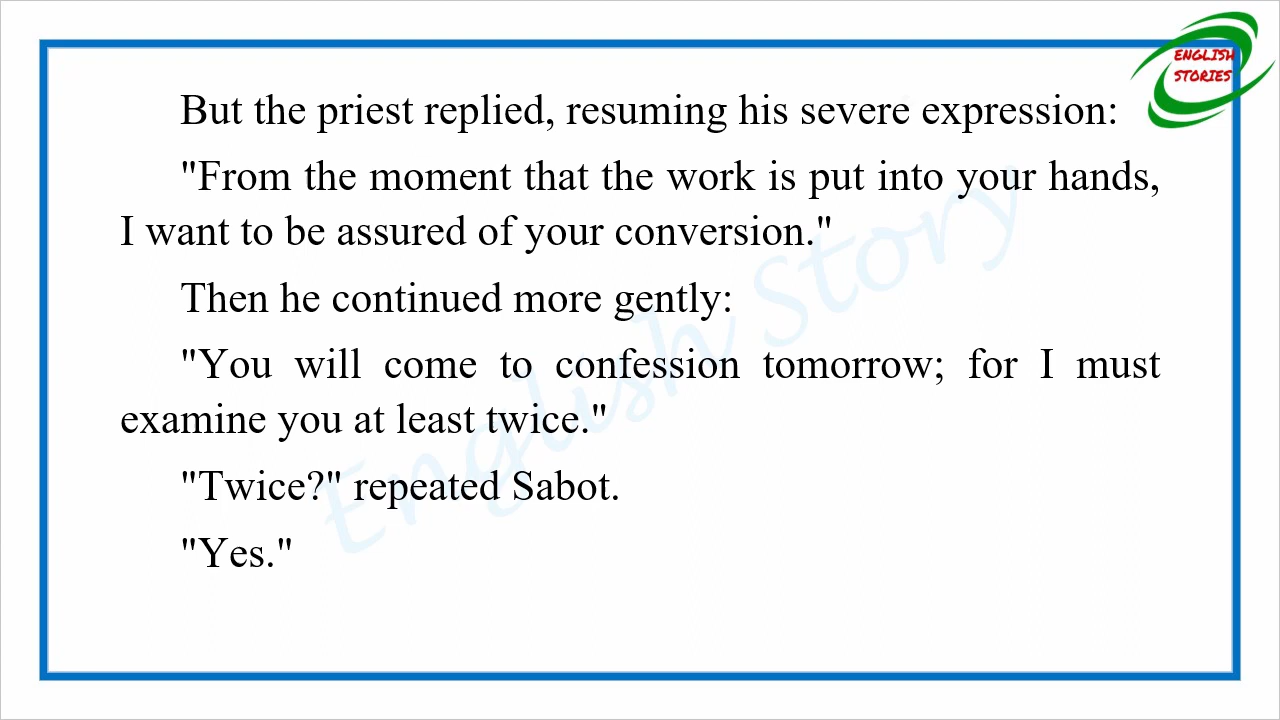 ENGLISH
STORIES
But the priest replied, resuming his severe expression:
"From the moment that the work is put into your hands,
I want to be assured of your conversion."
Then he continued more gently:
"You will come to confession tomorrow; for I must
examine you at least twice."
"Twice?" repeated Sabot.
"Yes."
English Story